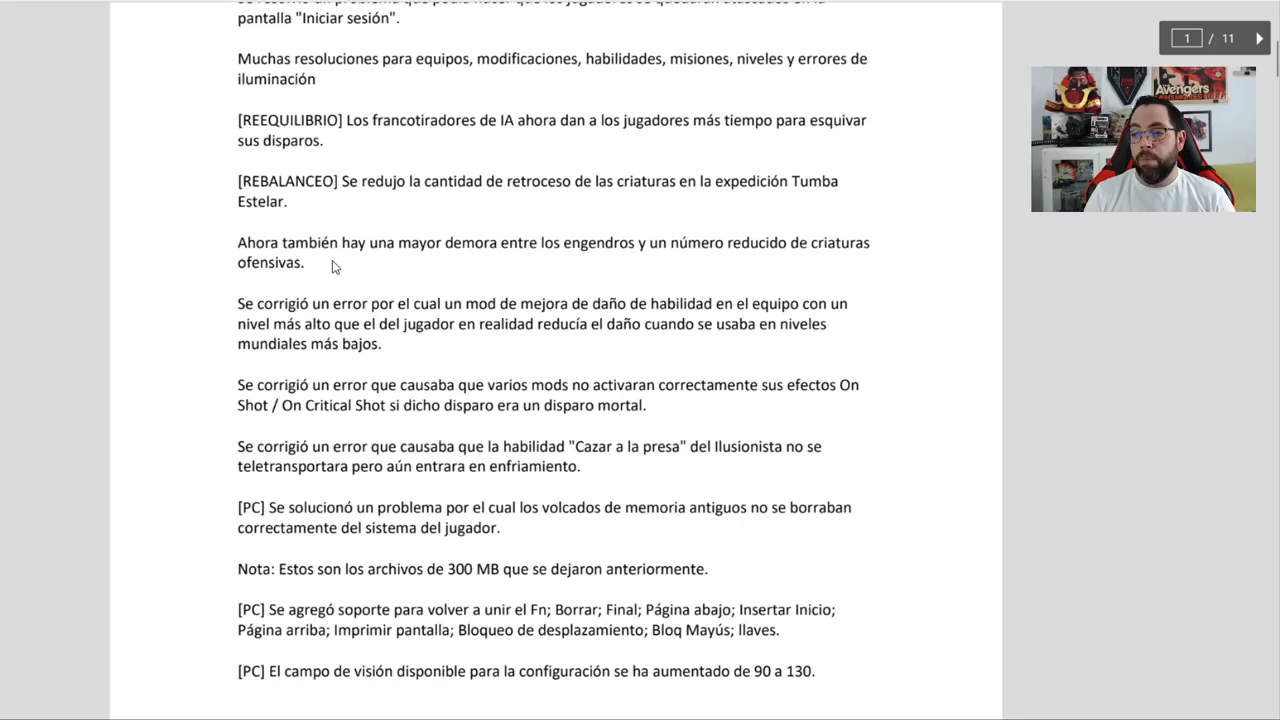 pantalla "Iniciar sesión".
Muchas resoluciones para equipos, modificaciones, habilidades, misiones, niveles y errores de
iluminación
[REEQUILIBRIO] Los francotiradores de IA ahora dan a los jugadores más tiempo para esquivar
sus disparos.
[REBALANCEO] Se redujo la cantidad de retroceso de las criaturas en la expedición Tumba
Estelar.
Ahora también hay una mayor demora entre los engendros y un número reducido de criaturas
ofensivas.
Se corrigió un error por el cual un mod de mejora de daño de habilidad en el equipo con un
nivel más alto que el del jugador en realidad reducía el daño cuando se usaba en niveles
mundiales más bajos.
Se corrigió un error que causaba que varios mods no activaran correctamente sus efectos On
Shot / On Critical Shot si dicho disparo era un disparo mortal.
Se corrigió un error que causaba que la habilidad "Cazar a la presa" del Ilusionista no se
teletransportara pero aún entrara en enfriamiento.
[PC] Se solucionó un problema por el cual los volcados de memoria antiguos no se borraban
correctamente del sistema del jugador.
Nota: Estos son los archivos de 300 MB que se dejaron anteriormente.
[PC] Se agregó soporte para volver a unir el Fn; Borrar; Final; Página abajo; Insertar Inicio;
Página arriba; Imprimir pantalla; Bloqueo de desplazamiento; Bloq Mayús; llaves.
[PC] El campo de visión disponible para la configuración se ha aumentado de 90 a 130.
1 / 11
Avengers